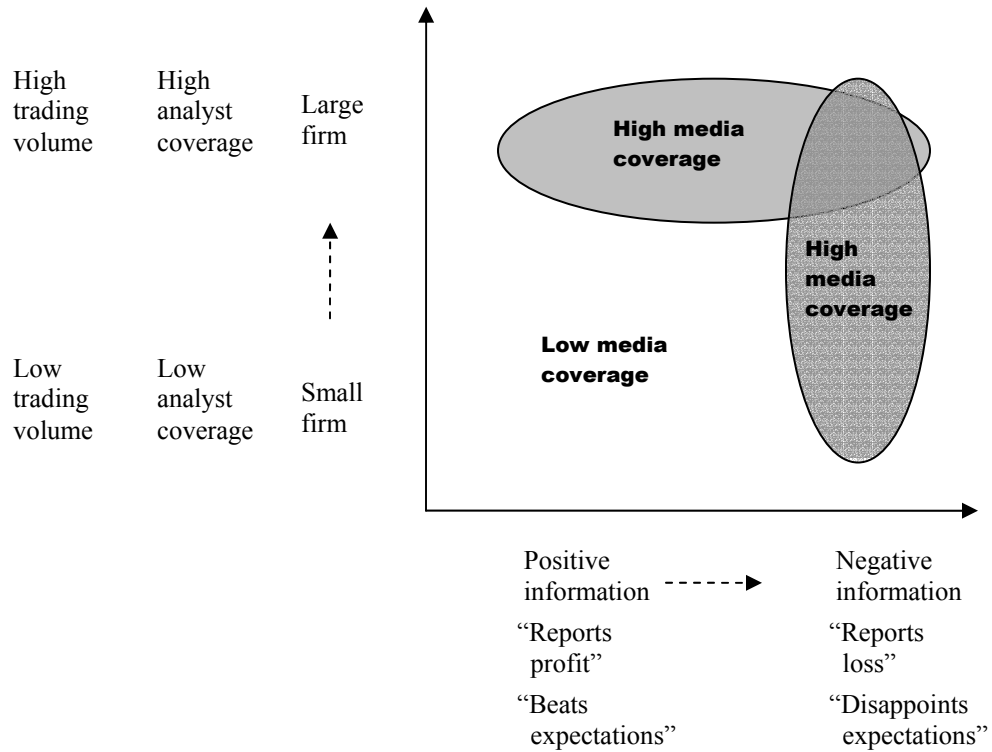 High
trading
volume
High
analyst
coverage
Large
firm
High media
coverage
High
media
coverage
Low media
coverage
Low
trading
volume
Low
analyst
coverage
Small
firm
Positive
information
Negative
information
“Reports
profit”
“Reports
loss”
“Beats
expectations”
“Disappoints
expectations”